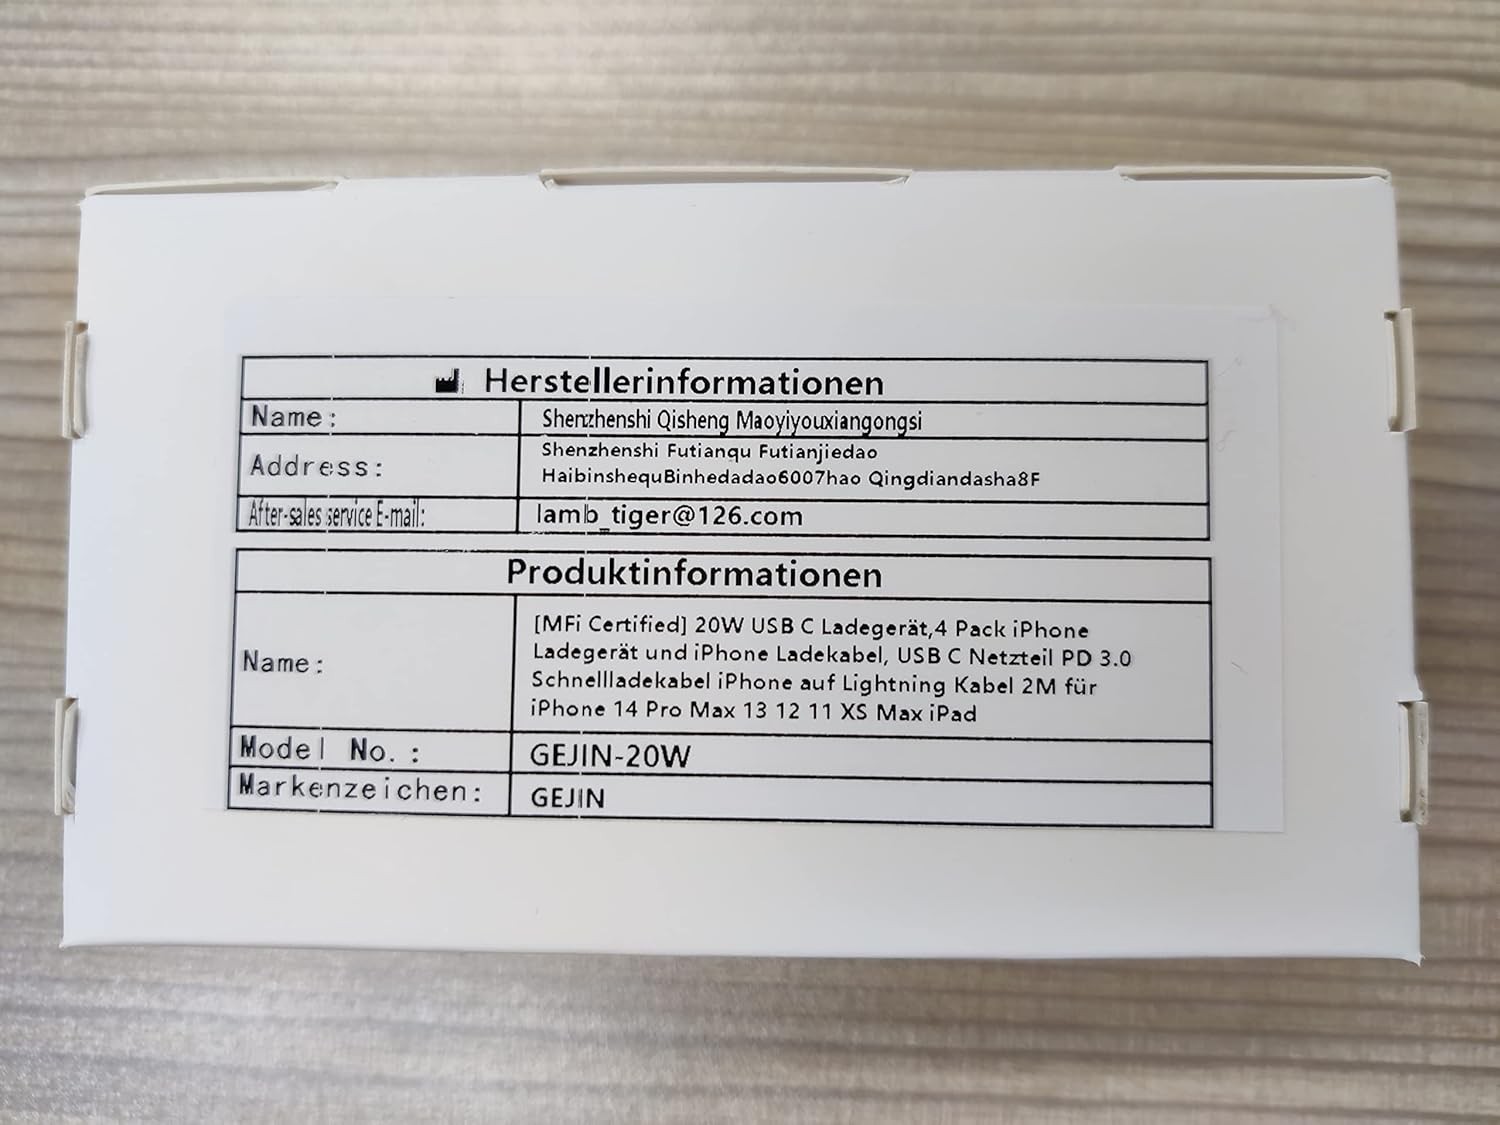 Herstellerinformationen
Name: Shenzhenshi Qisheng Maoyiyouxiangongsi
Address: Shenzhenshi Futianqu Futianjiedao
HaibinshequBinhedadao6007hao Qingdiandasha8F
After-sales service E-mail: lamb_tiger@126.com
Produktinformationen
Name: [MFi Certified] 20W USB C Ladegerät,4 Pack iPhone
Ladegerät und iPhone Ladekabel, USB C Netzteil PD 3.0
Schnellladekabel iPhone auf Lightning Kabel 2M für
iPhone 14 Pro Max 13 12 11 XS Max iPad
Model No.: GEJIN-20W
Markenzeichen: GEJIN